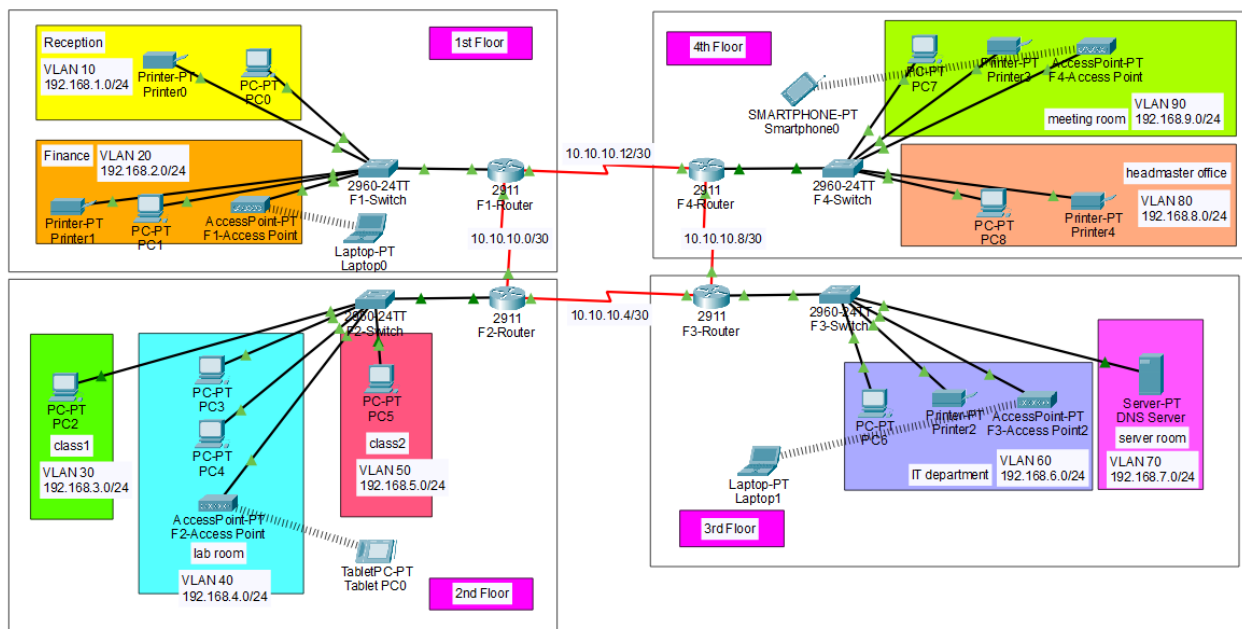 Reception
VLAN 10
192.168.1.0/24
Printer-PT
Printer0
PC-PT
PC0
1st Floor
Finance
VLAN 20
192.168.2.0/24
Printer-PT
Printer1
PC-PT
PC1
AccessPoint-PT
F1-Access Point
Laptop-PT
Laptop0
2960-24TT
F1-Switch
2911
F1-Router
10.10.10.12/30
10.10.10.0/30
4th Floor
SMARTPHONE-PT
Smartphone0
PC-PT
PC7
Printer-PT
Printer3
AccessPoint-PT
F4-Access Point
meeting room
VLAN 90
192.168.9.0/24
2911
F4-Router
2960-24TT
F4-Switch
headmaster office
VLAN 80
192.168.8.0/24
PC-PT
PC8
Printer-PT
Printer4
10.10.10.8/30
2960-24TT
F2-Switch
2911
F2-Router
10.10.10.4/30
PC-PT
PC2
class1
VLAN 30
192.168.3.0/24
PC-PT
PC3
PC-PT
PC4
AccessPoint-PT
F2-Access Point
lab room
VLAN 40
192.168.4.0/24
PC-PT
PC5
class2
VLAN 50
192.168.5.0/24
TabletPC-PT
Tablet PC0
2nd Floor
2911
F3-Router
2960-24TT
F3-Switch
PC-PT
PC6
Printer-PT
Printer2
AccessPoint-PT
F3-Access Point2
IT department
VLAN 60
192.168.6.0/24
Laptop-PT
Laptop1
3rd Floor
Server-PT
DNS Server
server room
VLAN 70
192.168.7.0/24